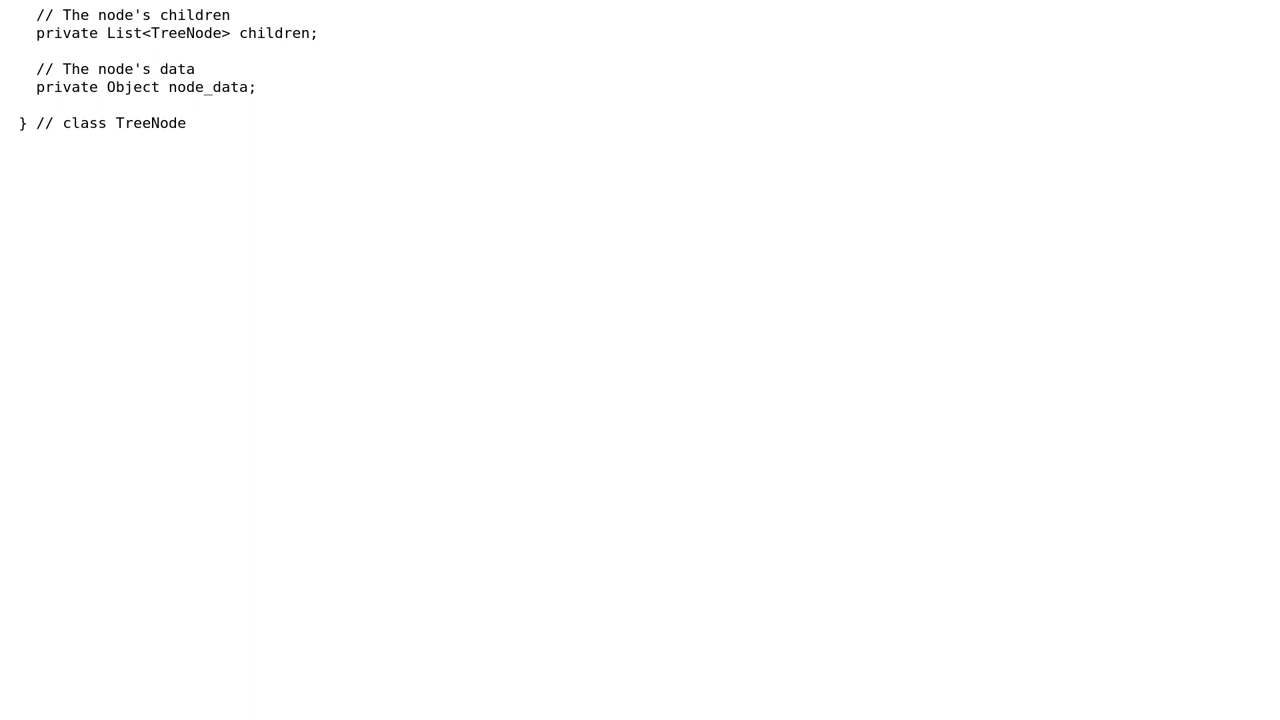 // The node's children
private List<TreeNode> children;
// The node's data
private Object node_data;
} // class TreeNode